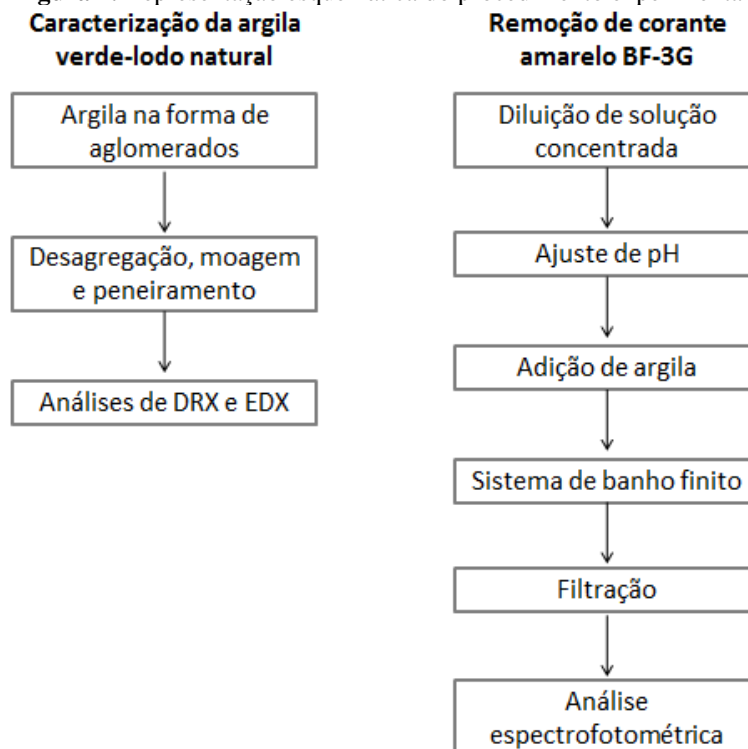 Caracterização da argila
verde-lodo natural
Argila na forma de
aglomerados
Desagregação, moagem
e peneiramento
Análises de DRX e EDX
Remoção de corante
amarelo BF-3G
Diluição de solução
concentrada
Ajuste de pH
Adição de argila
Sistema de banho finito
Filtração
Análise
espectrofotométrica